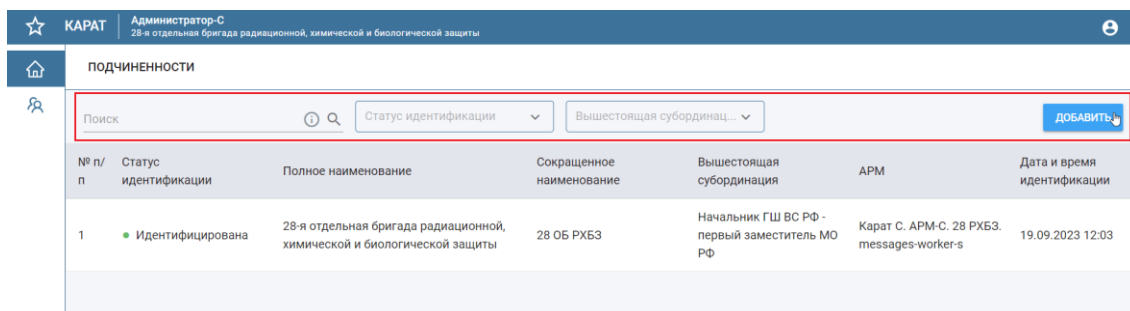 КАРАТ
Администратор-С
28-я отдельная бригада радиационной, химической и биологической защиты
ПОДЧИНЕННОСТИ
Поиск
Статус идентификации
Вышестоящая субординац...
ДОБАВИТЬ
№ п/
п
Статус
идентификации
Полное наименование
Сокращенное
наименование
Вышестоящая
субординация
АРМ
Дата и время
идентификации
1
Идентифицирована
28-я отдельная бригада радиационной,
химической и биологической защиты
28 ОБ РХБЗ
Начальник ГШ ВС РФ -
первый заместитель МО
РФ
Карат С. АРМ-С. 28 РХБЗ.
messages-worker-s
19.09.2023 12:03